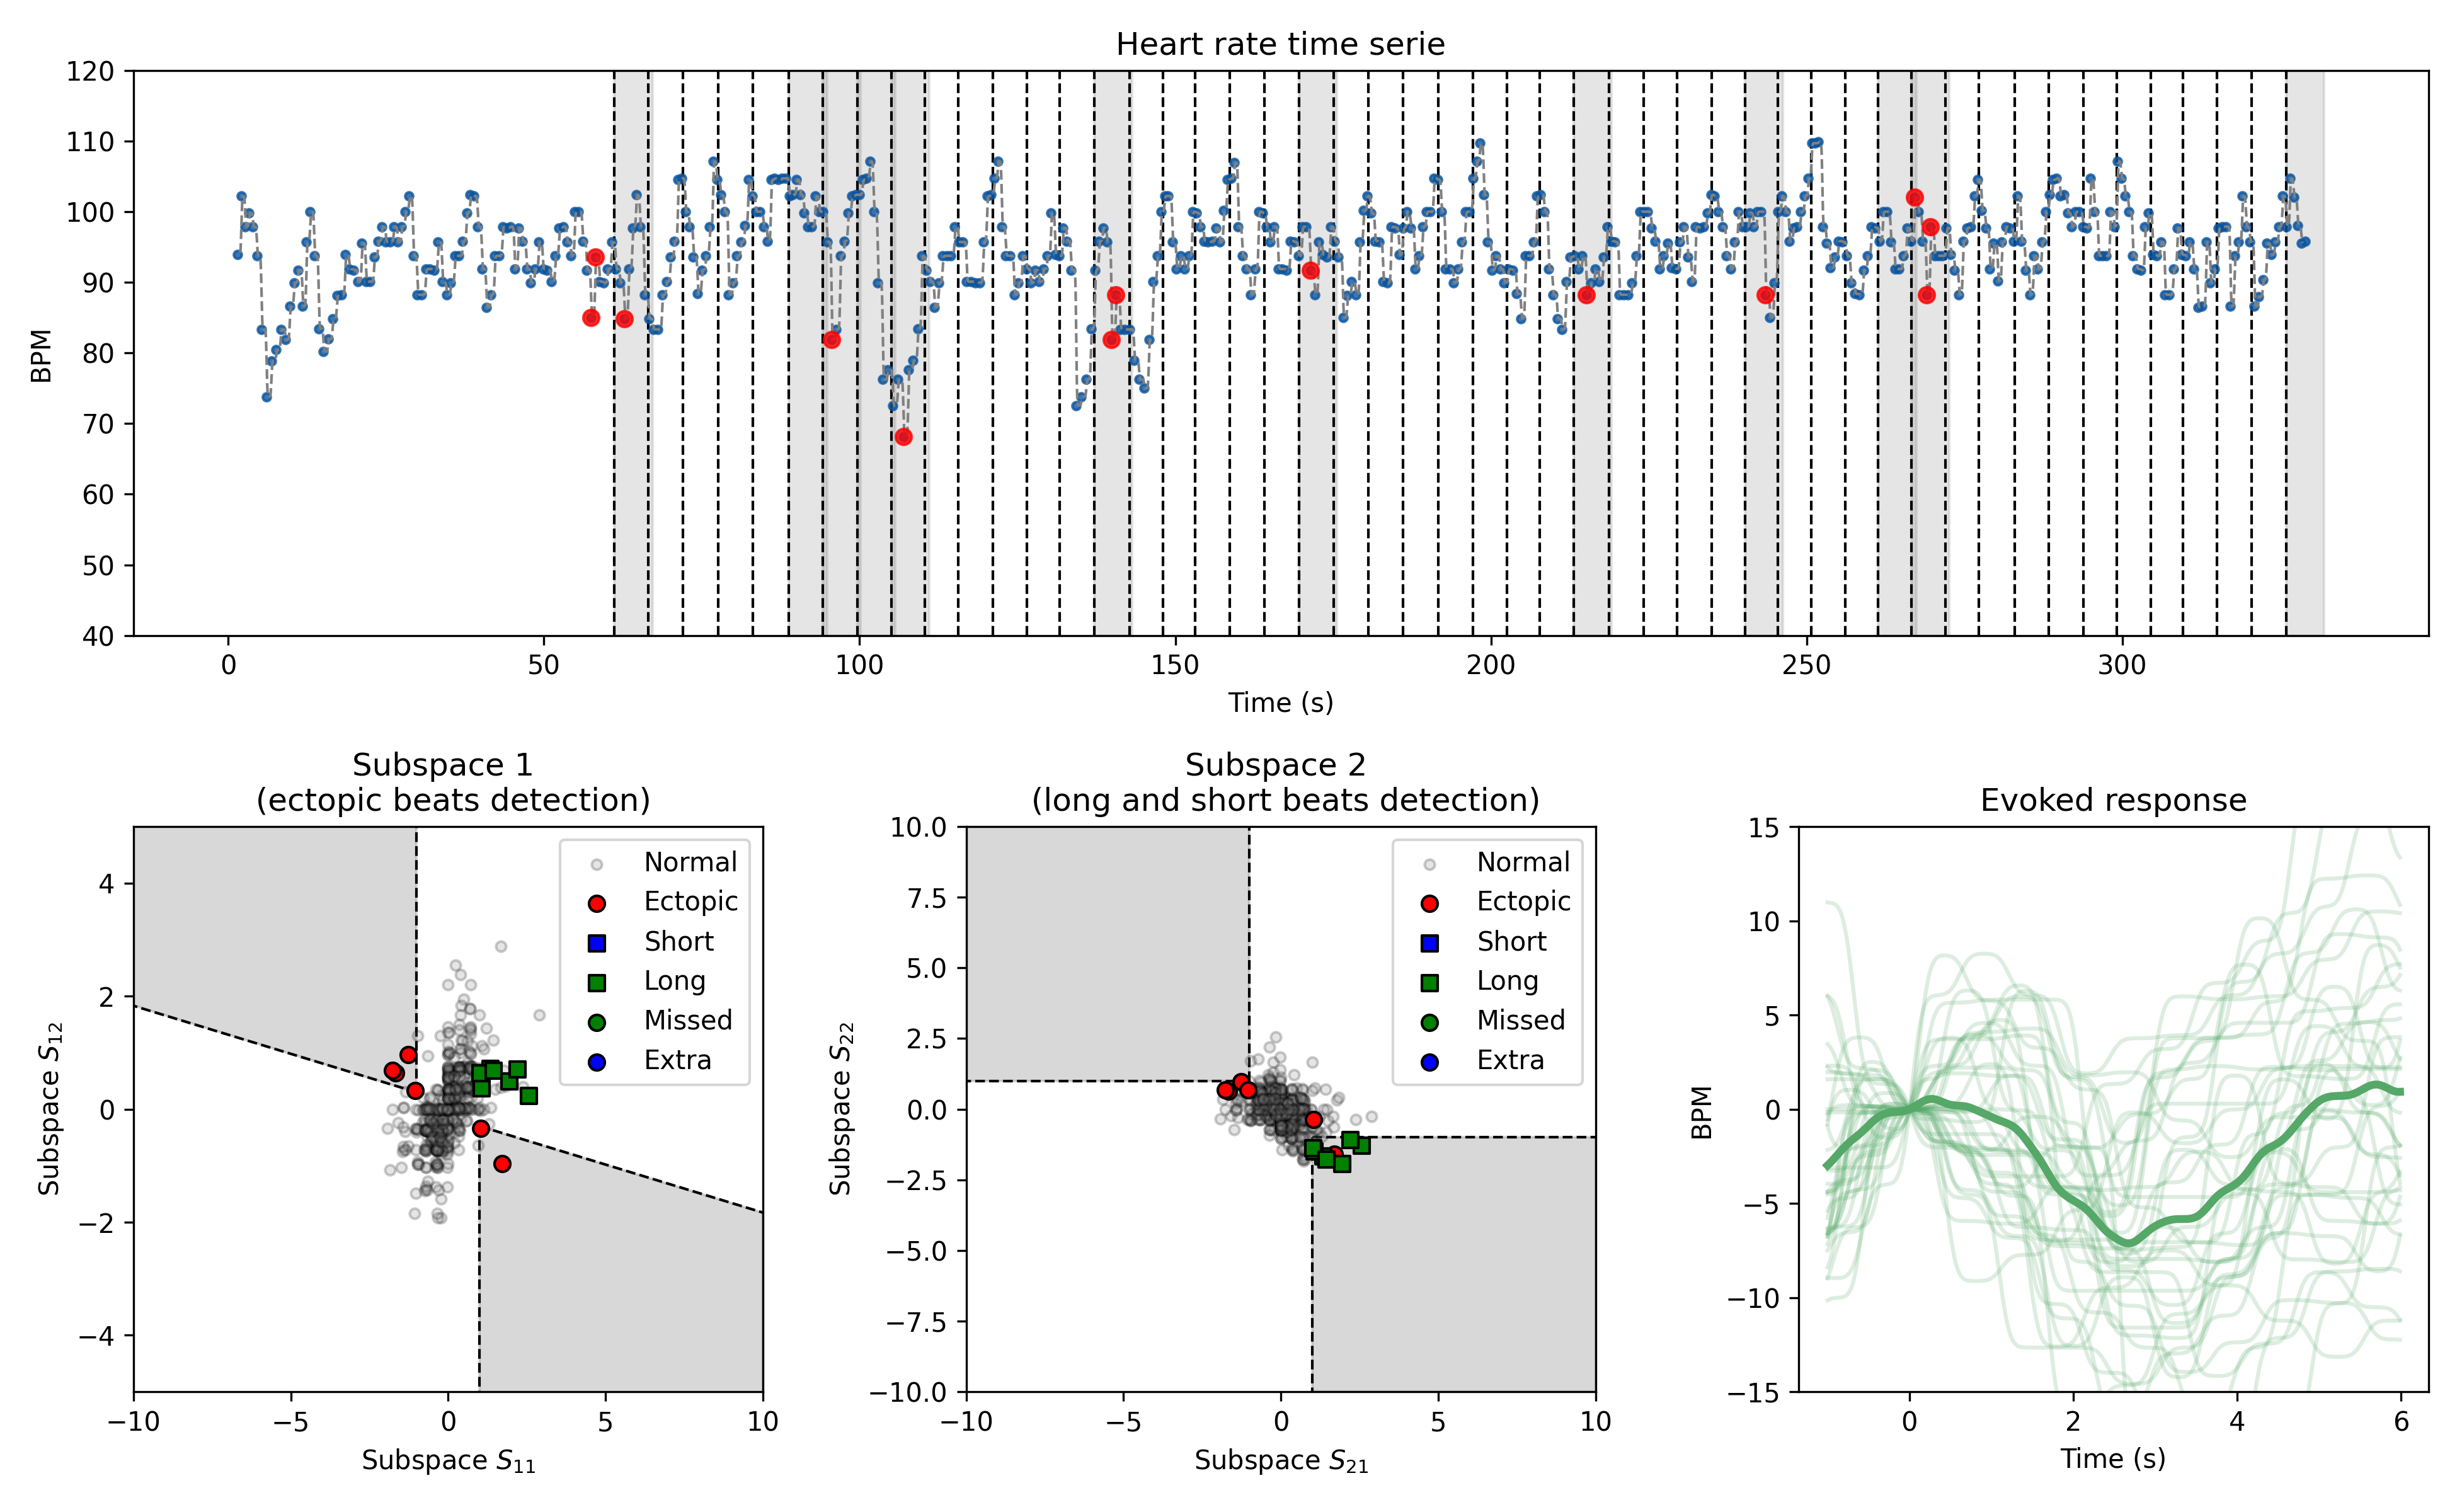 Heart rate time serie
120
110
100
90
80
70
60
50
40
BPM
0 50 100 150 200 250 300
Time (s)
Subspace 1
(ectopic beats detection)
4
2
0
−2
−4
Subspace S12
Normal
Ectopic
Short
Long
Missed
Extra
−10 −5 0 5 10
Subspace S11
Subspace 2
(long and short beats detection)
10.0
7.5
5.0
2.5
0.0
−2.5
−5.0
−7.5
−10.0
Subspace S22
Normal
Ectopic
Short
Long
Missed
Extra
−10 −5 0 5 10
Subspace S21
Evoked response
15
10
5
0
−5
−10
−15
BPM
0 2 4 6
Time (s)